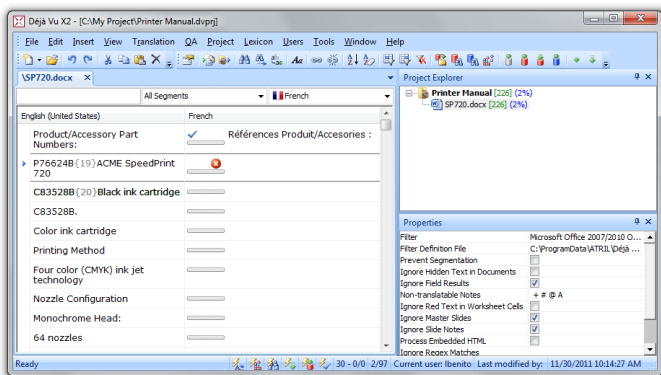 Déjà Vu X2 - [C:\My Project\Printer Manual.dvprj]
File Edit Insert View Translation QA Project Lexicon Users Tools Window Help
\SP720.docx
All Segments French
English (United States) French
Product/Accessory Part Numbers: Références Produit/Accesories :
P76624B{19}ACME SpeedPrint 720
C83528B{20}Black ink cartridge
C83528B.
Color ink cartridge
Printing Method
Four color (CMYK) ink jet technology
Nozzle Configuration
Monochrome Head:
64 nozzles
Project Explorer
Printer Manual [226] (2%)
SP720.docx [226] (2%)
Properties
Filter Microsoft Office 2007/2010 O...
Filter Definition File C:\ProgramData\ATRIL\Déjà ...
Prevent Segmentation
Ignore Hidden Text in Documents
Ignore Field Results
Non-translatable Notes + # @ A
Ignore Red Text in Worksheet Cells
Ignore Master Slides
Ignore Slide Notes
Process Embedded HTML
Ignore Regex Matches
Ready 30 - 0/0 2/97 Current user: lbenito Last modified by: 11/30/2011 10:14:27 AM